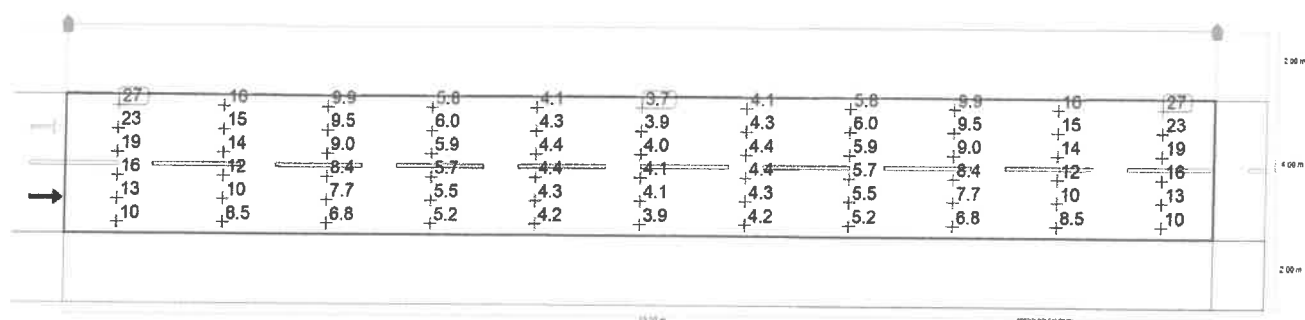 2.00 m
27 16 9.9 5.8 4.1 3.7 4.1 5.8 9.9 16 27
23 15 9.5 6.0 4.3 3.9 4.3 6.0 9.5 15 23
19 14 9.0 5.9 4.4 4.0 4.4 5.9 9.0 14 19
16 12 8.4 5.7 4.4 4.1 4.4 5.7 8.4 12 16
4.00 m
13 10 7.7 5.5 4.3 4.1 4.3 5.5 7.7 10 13
10 8.5 6.8 5.2 4.2 3.9 4.2 5.2 6.8 8.5 10
2.00 m